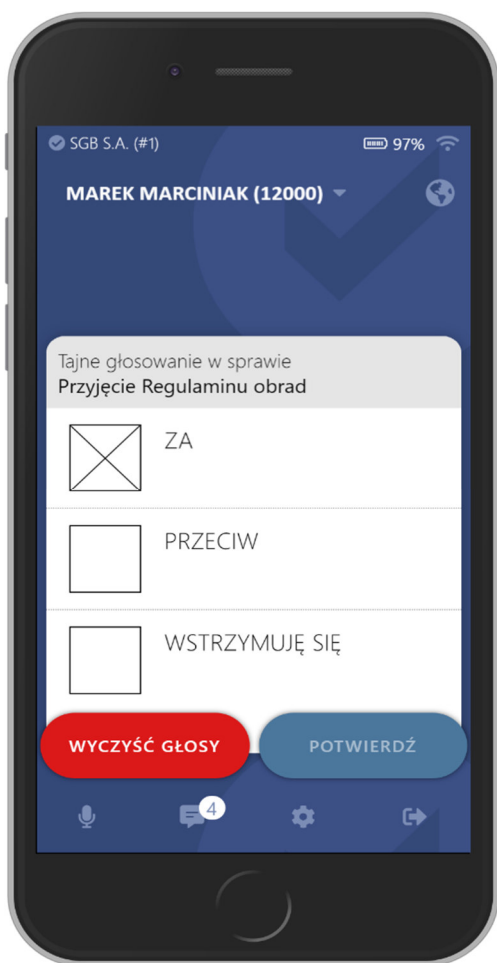 SGB S.A. (#1) 97%
MAREK MARCINIAK (12000)
Tajne głosowanie w sprawie
Przyjęcie Regulaminu obrad
ZA
PRZECIW
WSTRZYMUJĘ SIĘ
WYCZYŚĆ GŁOSY POTWIERDŹ
4